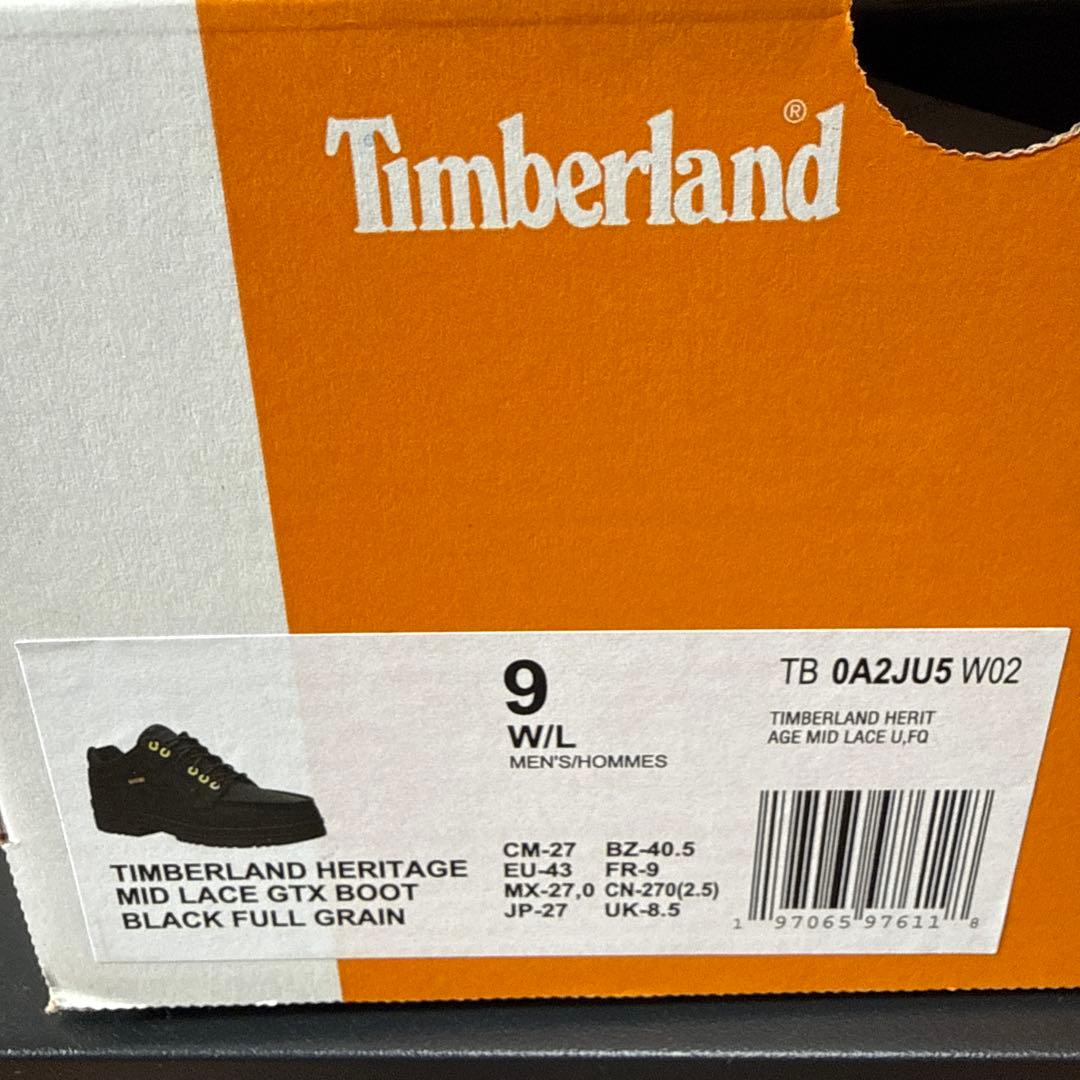 Timberland®
9
W/L
MEN'S/HOMMES
TB 0A2JU5 W02
TIMBERLAND HERIT
AGE MID LACE U,FQ
TIMBERLAND HERITAGE
MID LACE GTX BOOT
BLACK FULL GRAIN
CM-27 BZ-40.5
EU-43 FR-9
MX-27,0 CN-270(2.5)
JP-27 UK-8.5
1 97065 97611 8